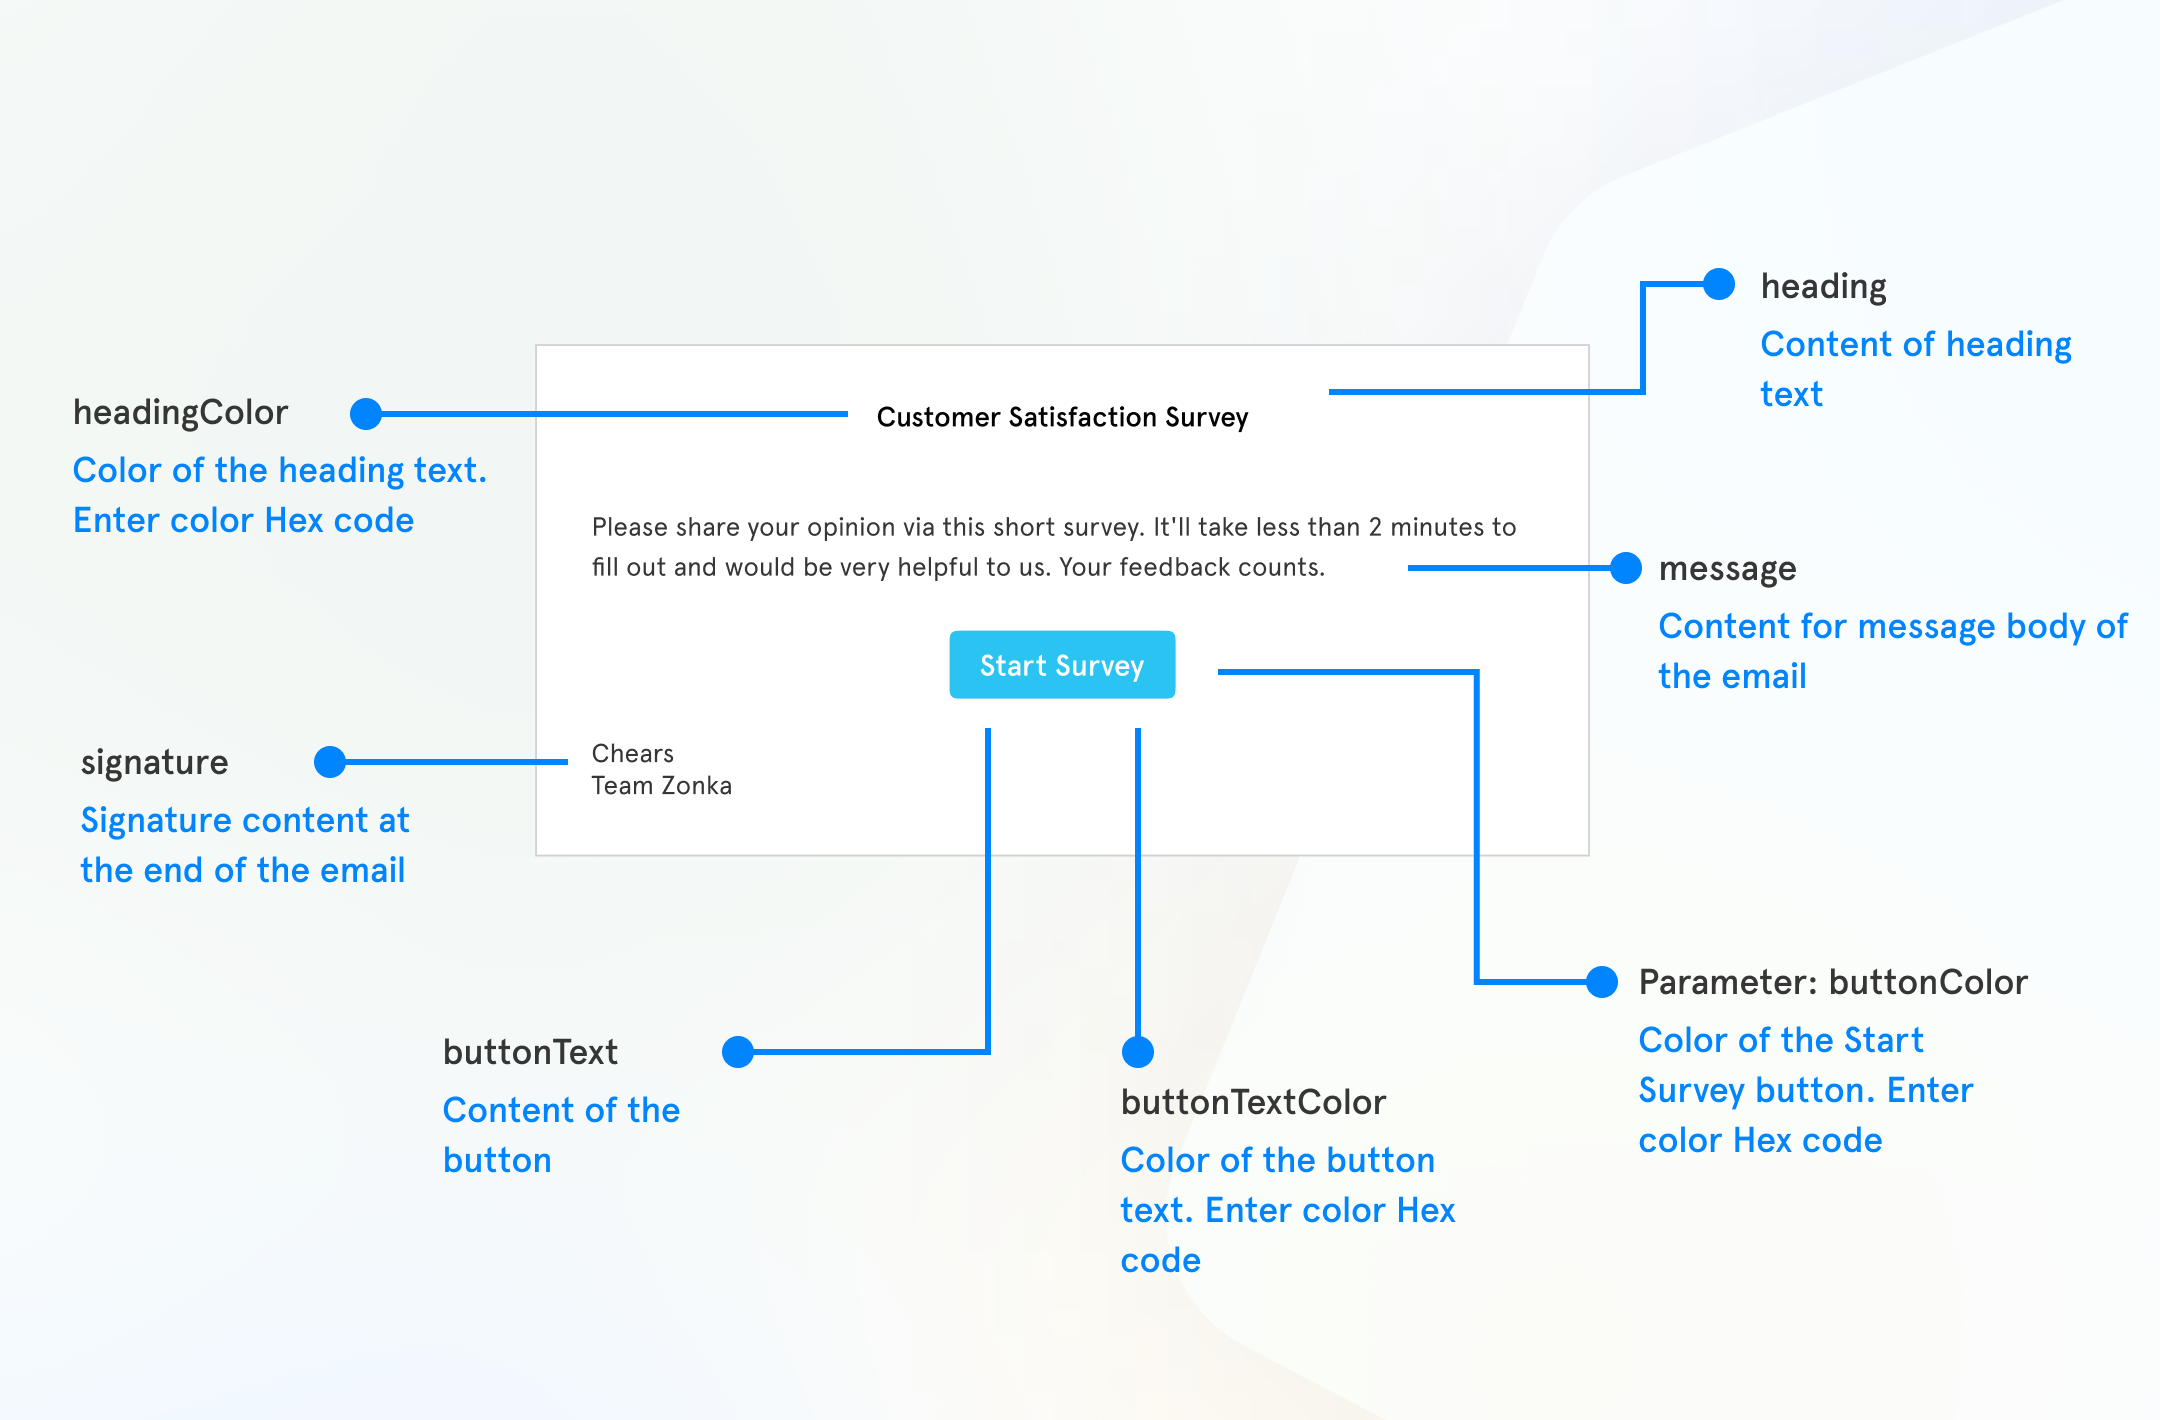 heading
Content of heading
text
headingColor
Color of the heading text.
Enter color Hex code
Customer Satisfaction Survey
Please share your opinion via this short survey. It'll take less than 2 minutes to
fill out and would be very helpful to us. Your feedback counts.
message
Content for message body of
the email
Start Survey
signature
Signature content at
the end of the email
Chears
Team Zonka
Parameter: buttonColor
Color of the Start
Survey button. Enter
color Hex code
buttonText
Content of the
button
buttonTextColor
Color of the button
text. Enter color Hex
code